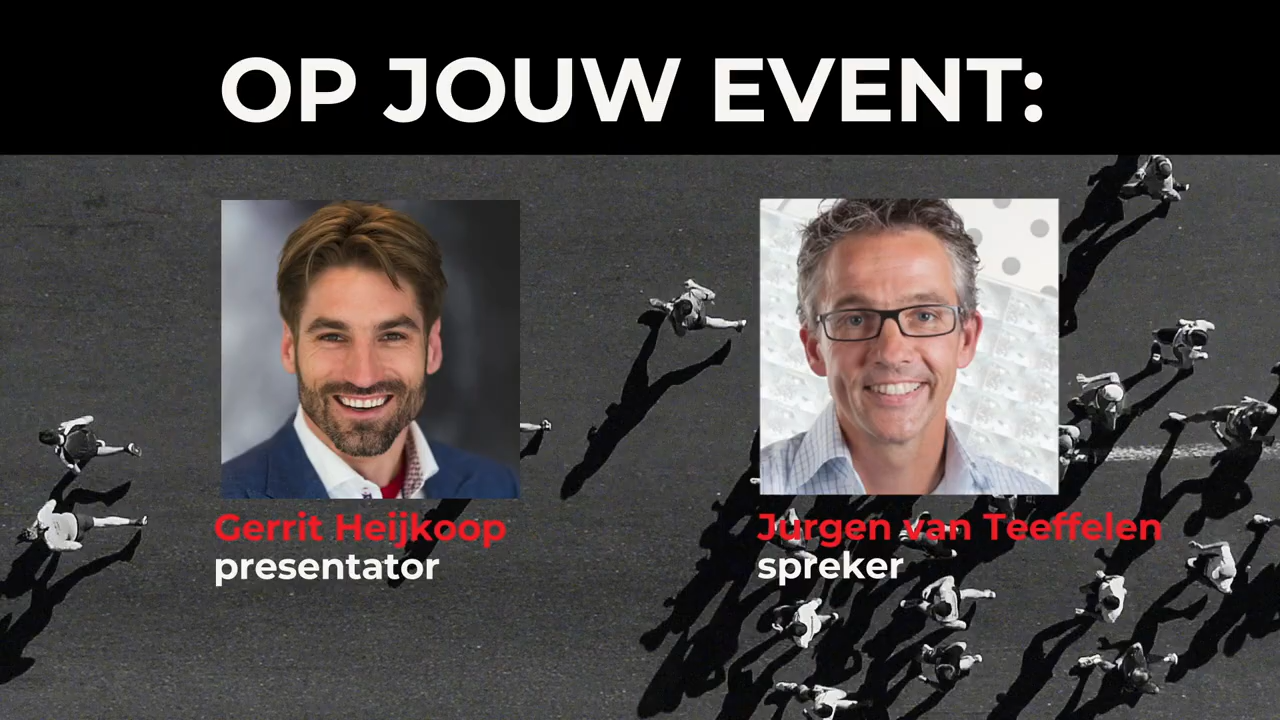 OP JOUW EVENT:
Gerrit Heijkoop
presentator
Jurgen van Teeffelen
spreker